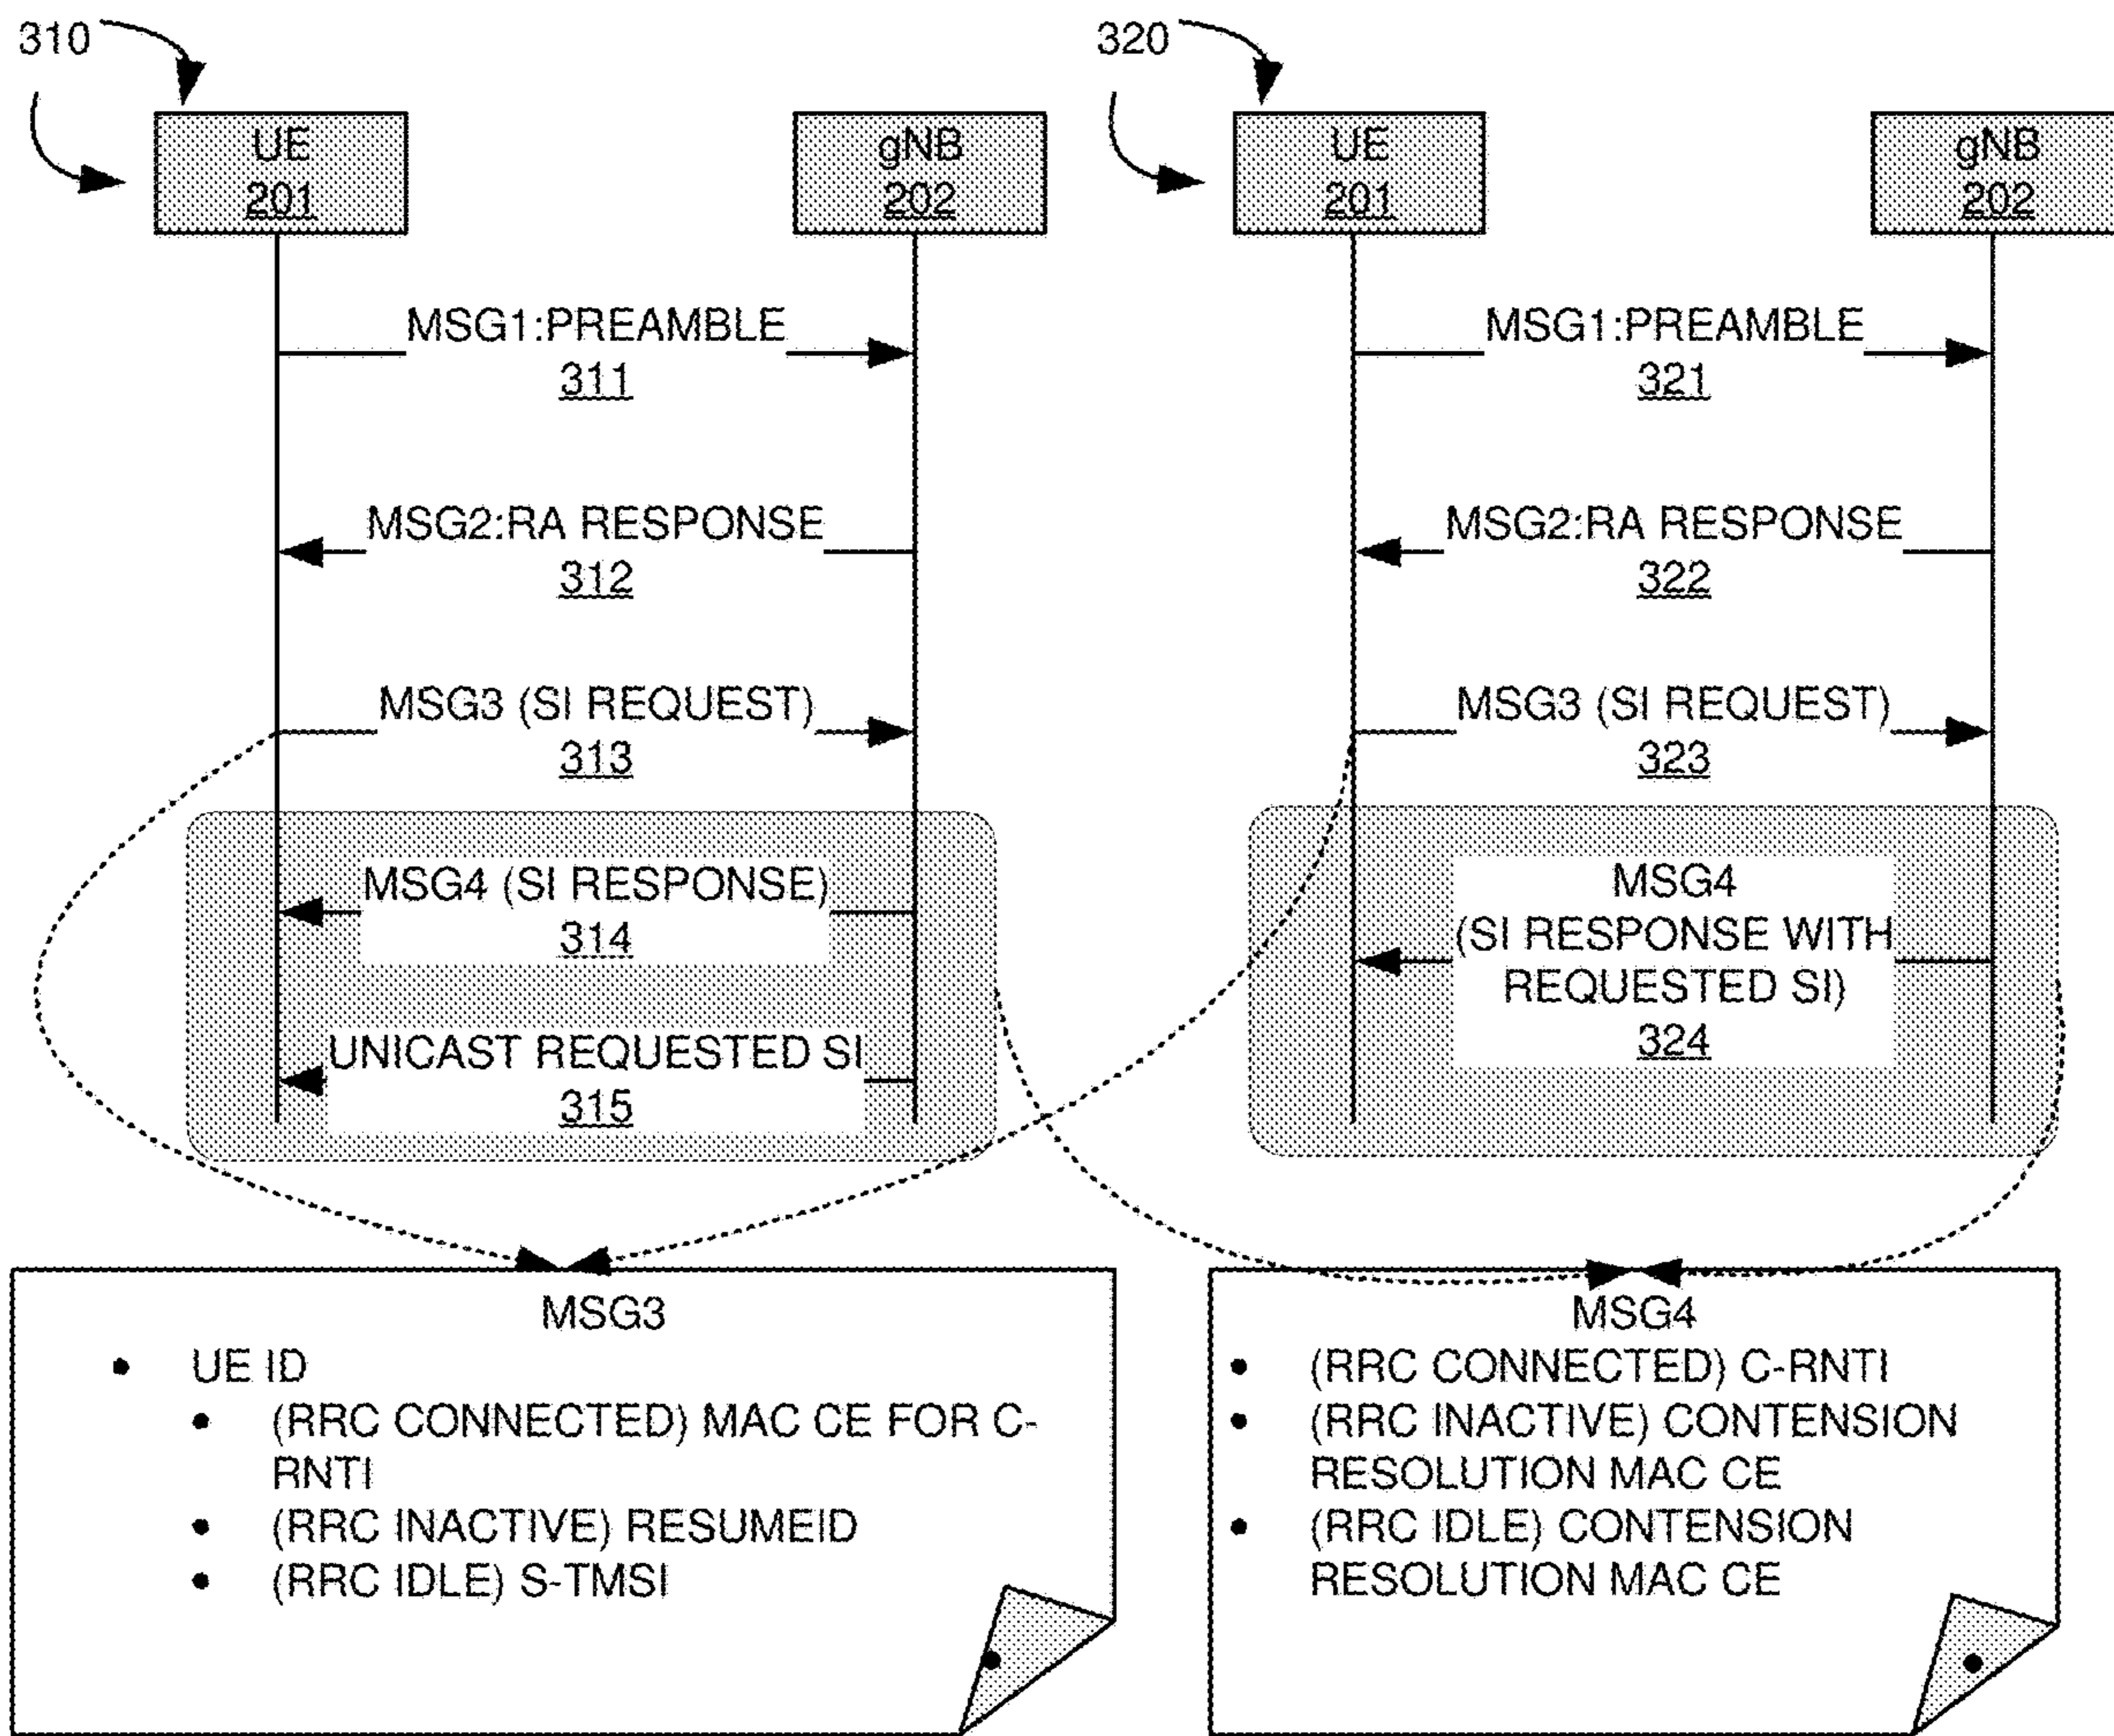 310
UE
201
gNB
202
MSG1:PREAMBLE
311
MSG2:RA RESPONSE
312
MSG3 (SI REQUEST)
313
MSG4 (SI RESPONSE)
314
UNICAST REQUESTED SI
315
320
UE
201
gNB
202
MSG1:PREAMBLE
321
MSG2:RA RESPONSE
322
MSG3 (SI REQUEST)
323
MSG4
(SI RESPONSE WITH
REQUESTED SI)
324
MSG3
• UE ID
• (RRC CONNECTED) MAC CE FOR C-
RNTI
• (RRC INACTIVE) RESUMEID
• (RRC IDLE) S-TMSI
MSG4
• (RRC CONNECTED) C-RNTI
• (RRC INACTIVE) CONTENSION
RESOLUTION MAC CE
• (RRC IDLE) CONTENSION
RESOLUTION MAC CE